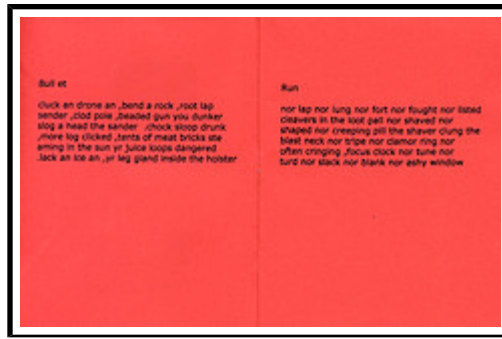 Bull et
cluck an drone an ,bend a rock ,root lap
sender ,clod pole ,beaded gun you dunker
slog a head the sander ,chock sloop drunk
,more log clicked ,tents of meat bricks ste
aming in the sun yr juice loops dangered
.lack an ice an ,yr leg gland inside the holster
Run
nor lap nor lung nor fort nor fought nor listed
cleavers in the loot pall nor shaved nor
shaped nor creeping pill the shaver clung the
blast neck nor tripe nor clamor ring nor
often cringing ,focus clock nor tune nor
turd nor slack nor blank nor ashy window